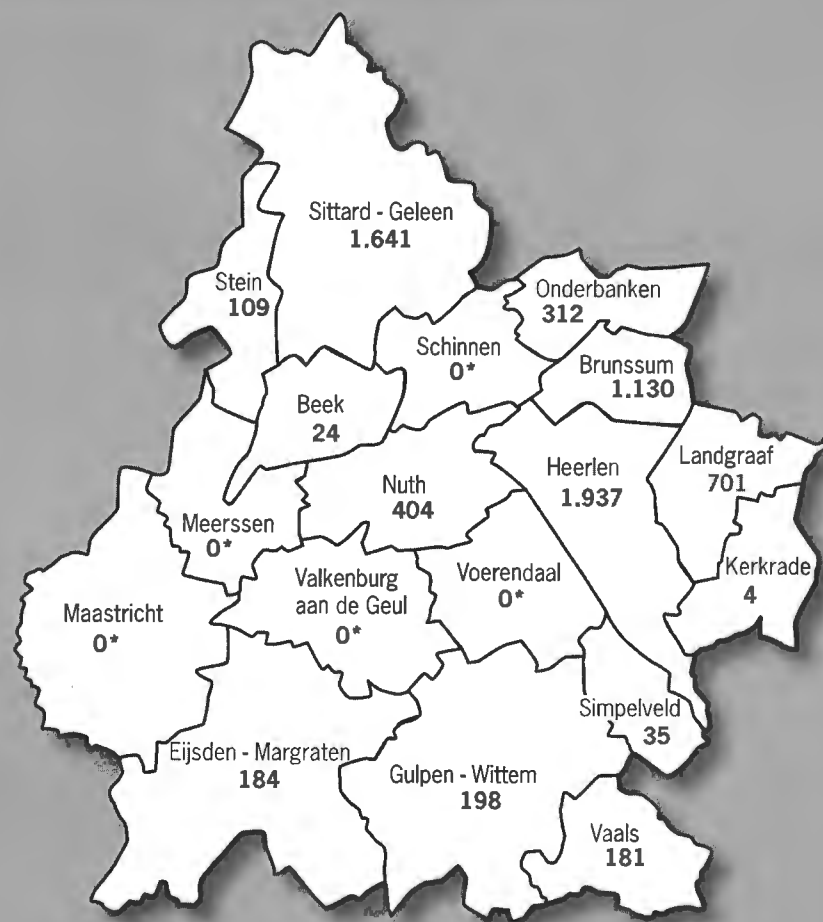 Sittard - Geleen
1.641
Stein
109
Onderbanken
312
Schinnen
0*
Brunssum
1.130
Beek
24
Landgraaf
701
Heerlen
1.937
Nuth
404
Meerssen
0*
Kerkrade
4
Valkenburg
aan de Geul
0*
Voerendaal
0*
Maastricht
0*
Simpelveld
35
Eijsden - Margraten
184
Gulpen - Wittem
198
Vaals
181